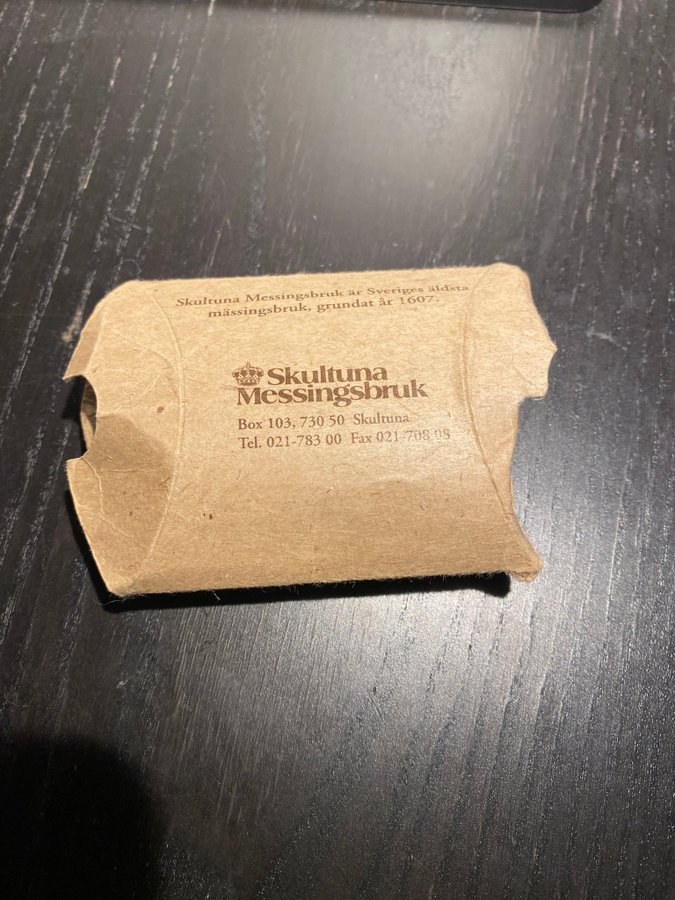 Skultuna Messingsbruk är Sveriges äldsta
mässingsbruk, grundat år 1607.
Skultuna
Messingsbruk
Box 103, 730 50 Skultuna
Tel. 021-783 00 Fax 021-708 98